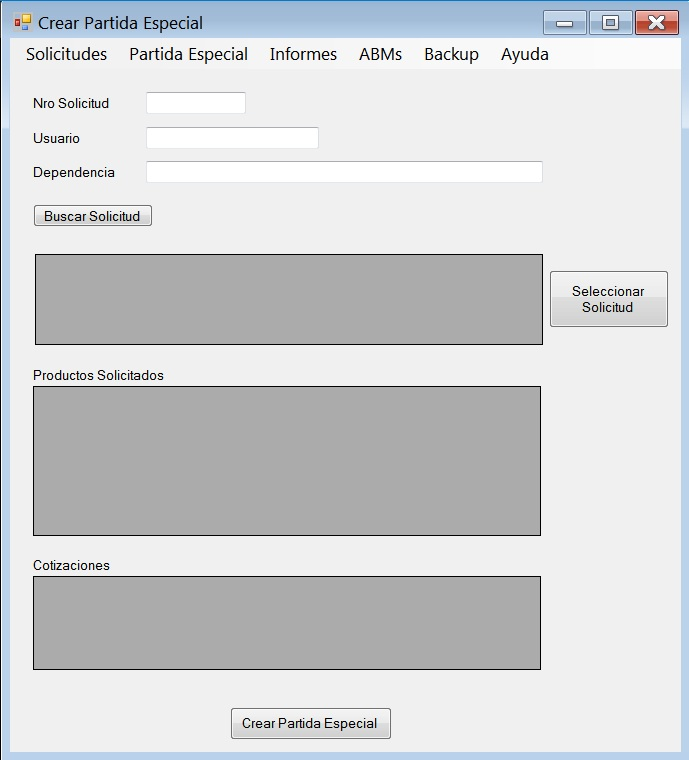 Crear Partida Especial
Solicitudes Partida Especial Informes ABMs Backup Ayuda
Nro Solicitud
Usuario
Dependencia
Buscar Solicitud
Seleccionar
Solicitud
Productos Solicitados
Cotizaciones
Crear Partida Especial